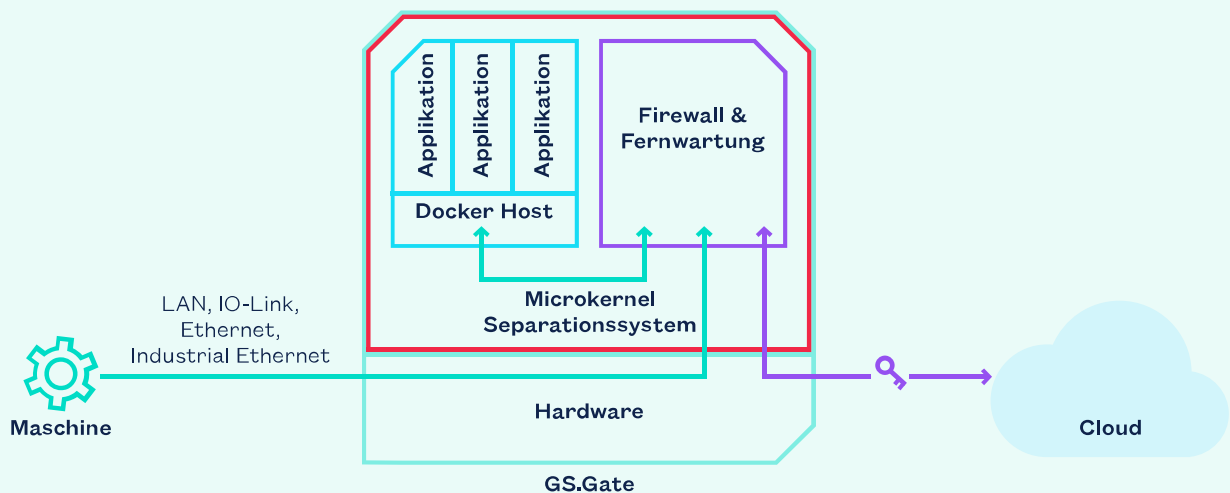 Applikation
Applikation
Applikation
Docker Host
Firewall &
Fernwartung
Microkernel
Separationssystem
LAN, IO-Link,
Ethernet,
Industrial Ethernet
Maschine
Hardware
Cloud
GS.Gate